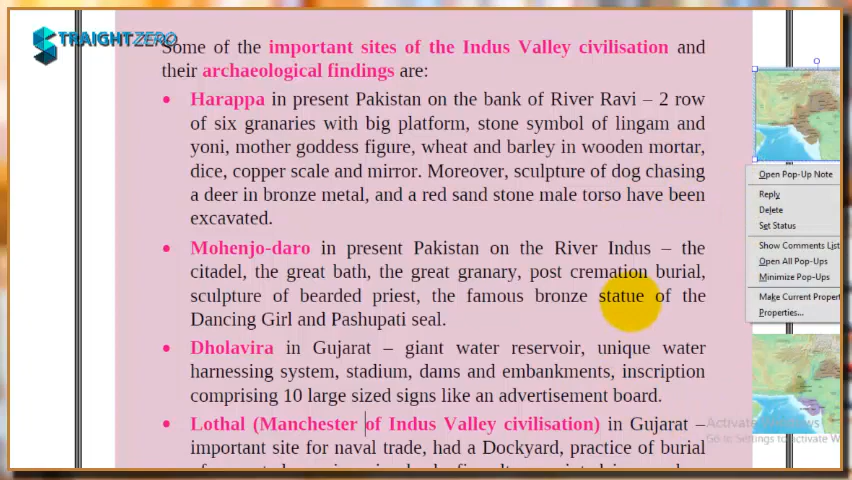 STRAIGHTZERO
Some of the important sites of the Indus Valley civilisation and
their archaeological findings are:
• Harappa in present Pakistan on the bank of River Ravi – 2 row
of six granaries with big platform, stone symbol of lingam and
yoni, mother goddess figure, wheat and barley in wooden mortar,
dice, copper scale and mirror. Moreover, sculpture of dog chasing
a deer in bronze metal, and a red sand stone male torso have been
excavated.
• Mohenjo-daro in present Pakistan on the River Indus – the
citadel, the great bath, the great granary, post cremation burial,
sculpture of bearded priest, the famous bronze statue of the
Dancing Girl and Pashupati seal.
• Dholavira in Gujarat – giant water reservoir, unique water
harnessing system, stadium, dams and embankments, inscription
comprising 10 large sized signs like an advertisement board.
• Lothal (Manchester of Indus Valley civilisation) in Gujarat –
important site for naval trade, had a Dockyard, practice of burial
Open Pop-Up Note
Reply
Delete
Set Status
Show Comments List
Open All Pop-Ups
Minimize Pop-Ups
Make Current Propert
Properties...
Activate Windows
Go to Settings to activate W